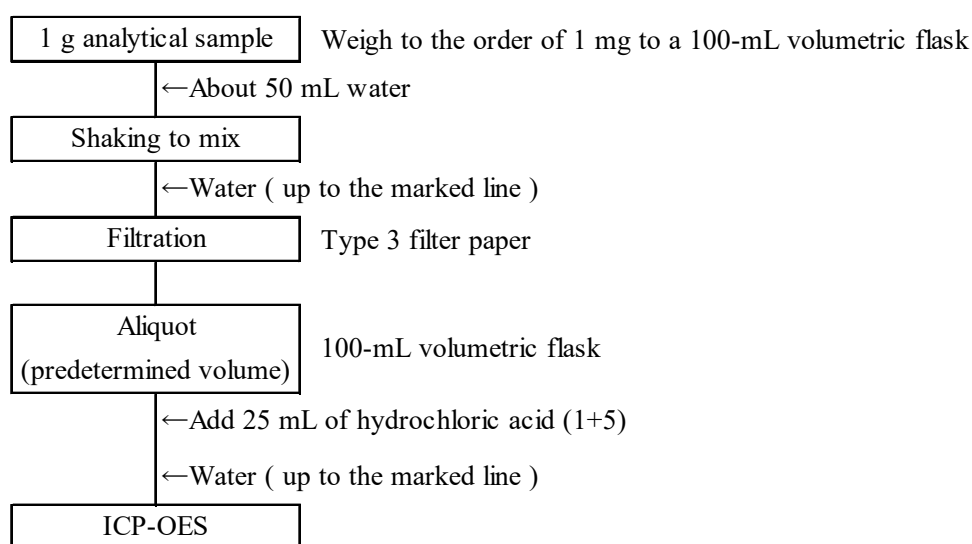 1 g analytical sample Weigh to the order of 1 mg to a 100-mL volumetric flask
←About 50 mL water
Shaking to mix
←Water ( up to the marked line )
Filtration Type 3 filter paper
Aliquot
(predetermined volume) 100-mL volumetric flask
←Add 25 mL of hydrochloric acid (1+5)
←Water ( up to the marked line )
ICP-OES